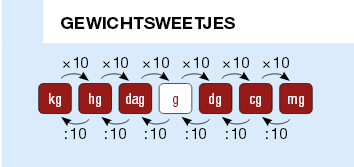 GEWICHTSWEETJES
×10 ×10 ×10 ×10 ×10 ×10
kg hg dag g dg cg mg
:10 :10 :10 :10 :10 :10